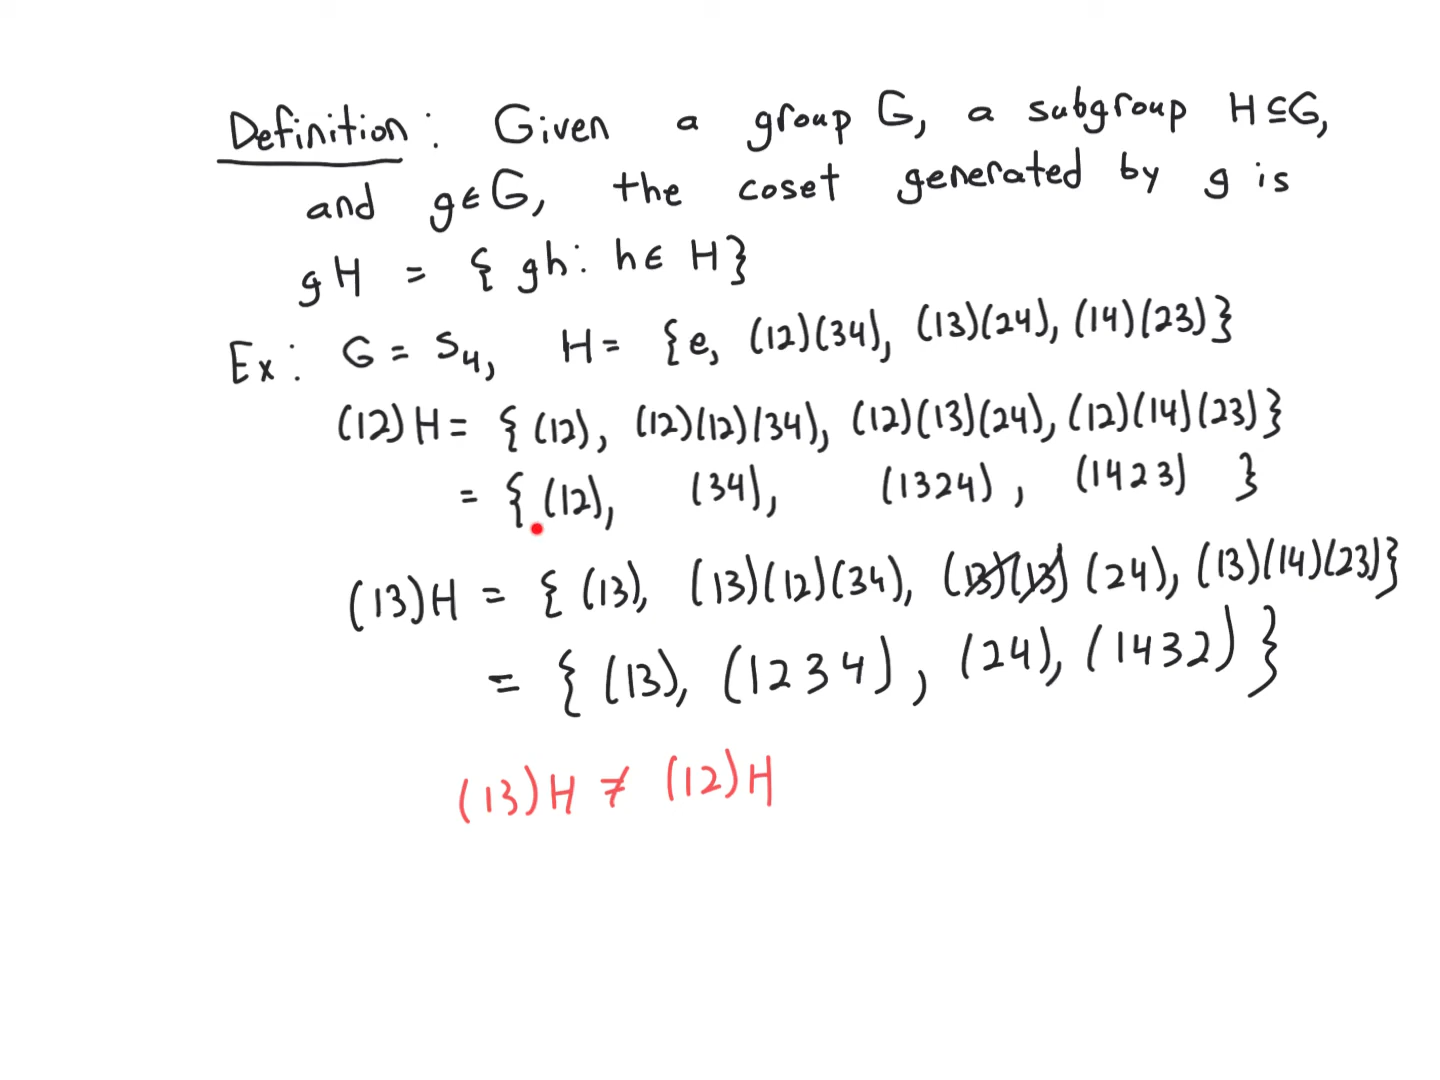 Definition: Given a group G, a subgroup H⊆G,
and g∈G, the coset generated by g is
gH = { gh: h∈ H}
Ex: G = S₄, H = {e, (12)(34), (13)(24), (14)(23)}
(12)H = { (12), (12)(12)(34), (12)(13)(24), (12)(14)(23)}
= { (12), (34), (1324), (1423) }
(13)H = { (13), (13)(12)(34), (13)(13) (24), (13)(14)(23)}
= { (13), (1234), (24), (1432) }
(13)H ≠ (12)H